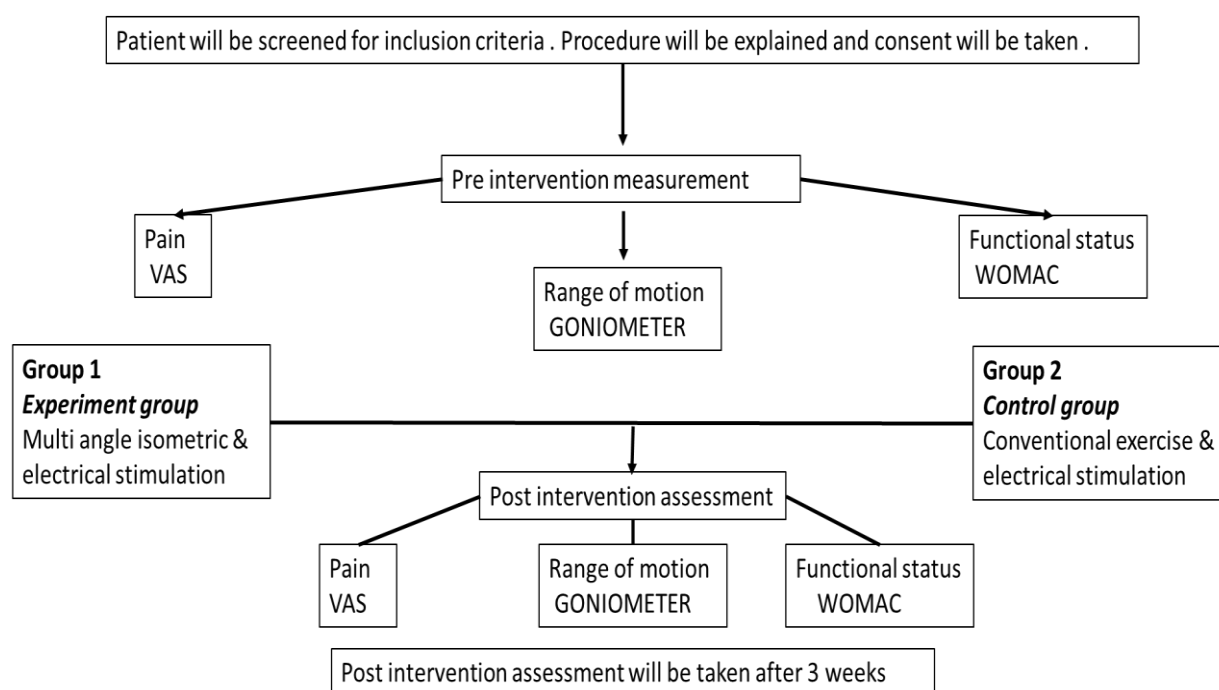 Patient will be screened for inclusion criteria . Procedure will be explained and consent will be taken .
Pre intervention measurement
Pain
VAS
Range of motion
GONIOMETER
Functional status
WOMAC
Group 1
Experiment group
Multi angle isometric &
electrical stimulation
Group 2
Control group
Conventional exercise &
electrical stimulation
Post intervention assessment
Pain
VAS
Range of motion
GONIOMETER
Functional status
WOMAC
Post intervention assessment will be taken after 3 weeks